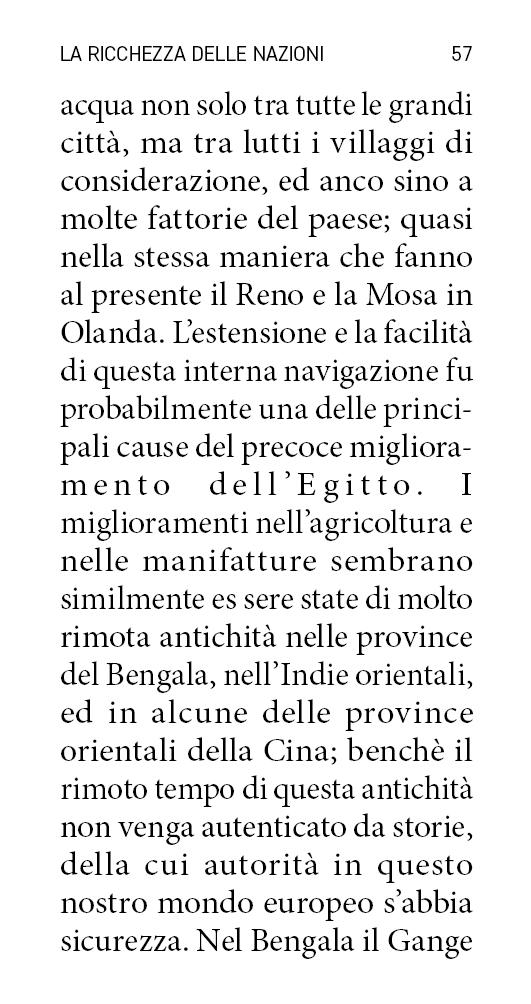 LA RICCHEZZA DELLE NAZIONI 57
acqua non solo tra tutte le grandi
città, ma tra lutti i villaggi di
considerazione, ed anco sino a
molte fattorie del paese; quasi
nella stessa maniera che fanno
al presente il Reno e la Mosa in
Olanda. L'estensione e la facilità
di questa interna navigazione fu
probabilmente una delle princi-
pali cause del precoce migliora-
mento dell'Egitto. I
miglioramenti nell'agricoltura e
nelle manifatture sembrano
similmente es sere state di molto
rimota antichità nelle province
del Bengala, nell'Indie orientali,
ed in alcune delle province
orientali della Cina; benchè il
rimoto tempo di questa antichità
non venga autenticato da storie,
della cui autorità in questo
nostro mondo europeo s'abbia
sicurezza. Nel Bengala il Gange